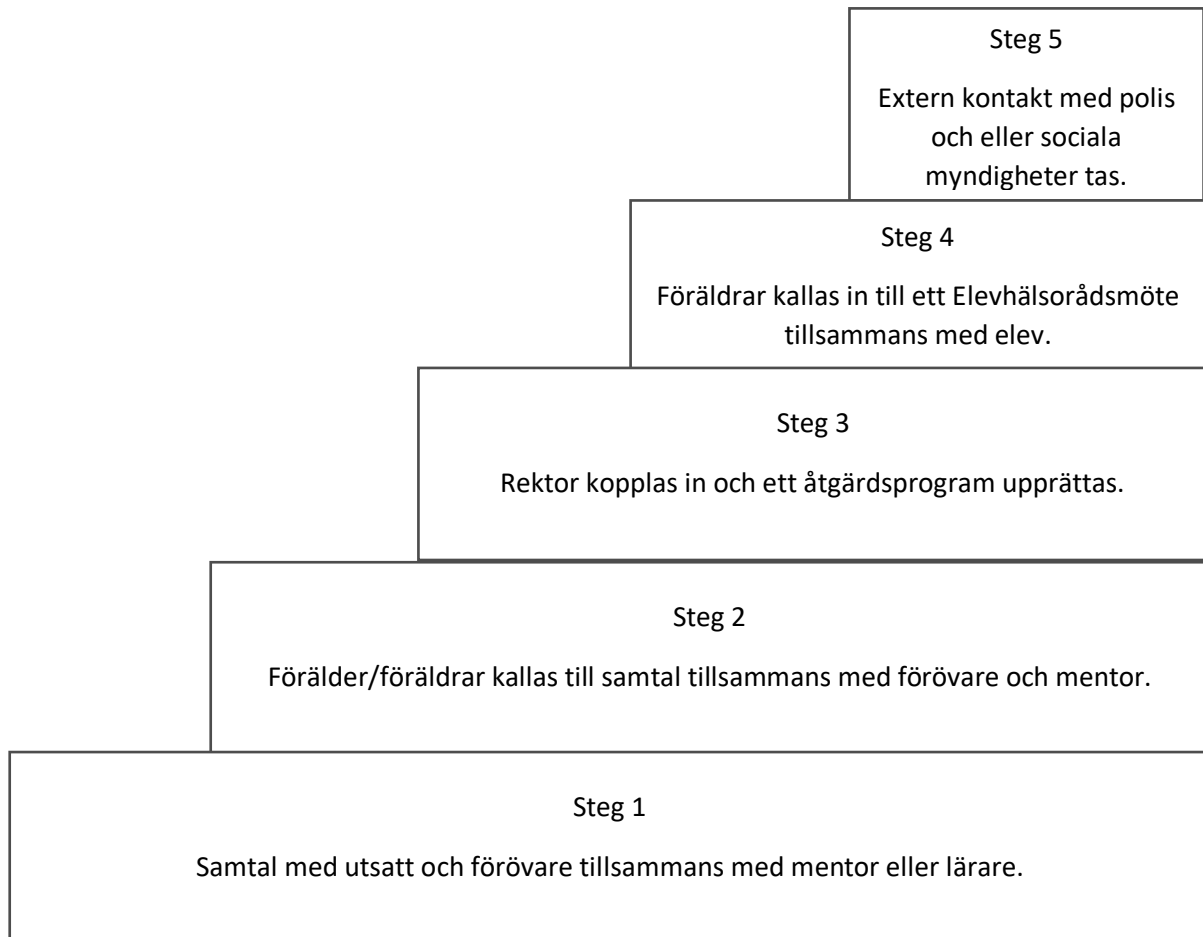 Steg 5
Extern kontakt med polis
och eller sociala
myndigheter tas.
Steg 4
Föräldrar kallas in till ett Elevhälsorådsmöte
tillsammans med elev.
Steg 3
Rektor kopplas in och ett åtgärdsprogram upprättas.
Steg 2
Förälder/föräldrar kallas till samtal tillsammans med förövare och mentor.
Steg 1
Samtal med utsatt och förövare tillsammans med mentor eller lärare.